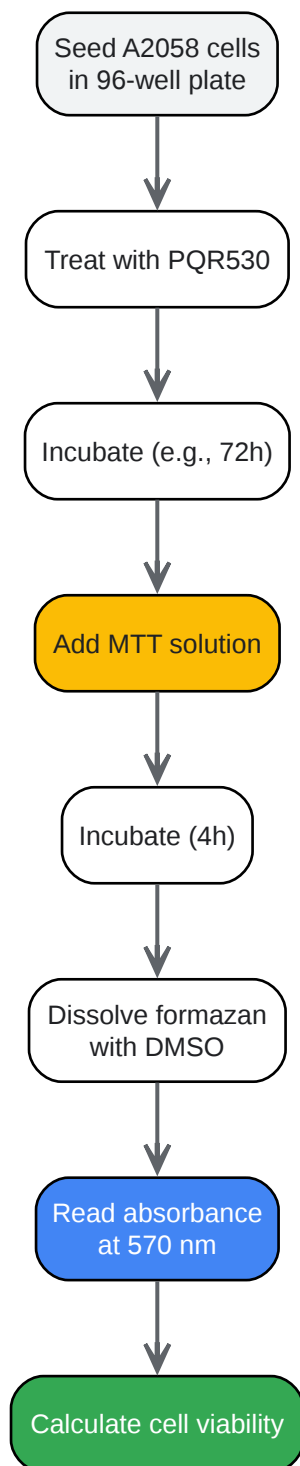 Seed A2058 cells
in 96-well plate
Treat with PQR530
Incubate (e.g., 72h)
Add MTT solution
Incubate (4h)
Dissolve formazan
with DMSO
Read absorbance
at 570 nm
Calculate cell viability